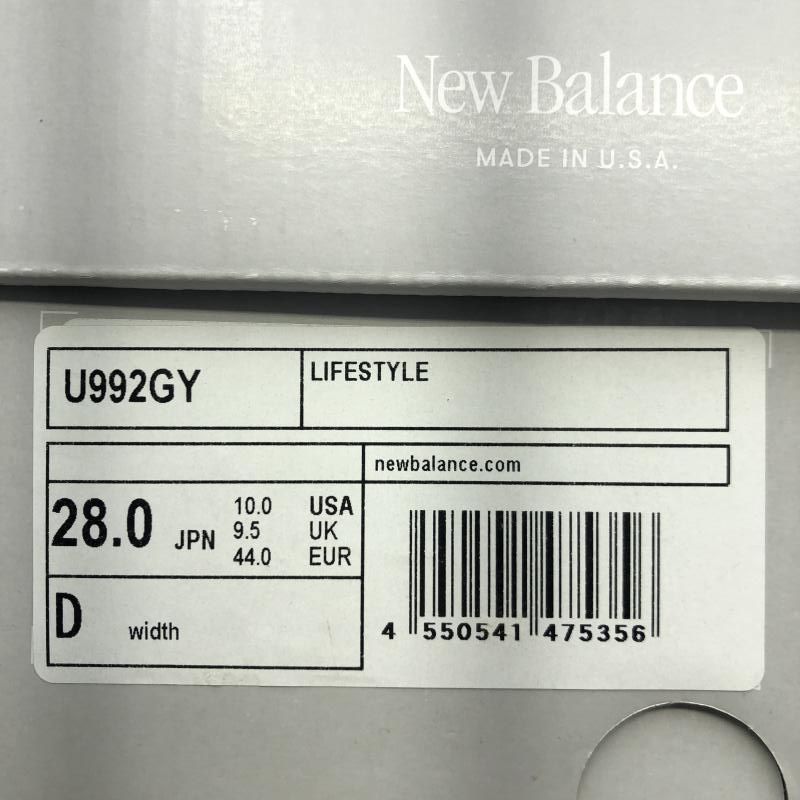 New Balance
MADE IN U.S.A.
U992GY
LIFESTYLE
newbalance.com
28.0 JPN
10.0 USA
9.5 UK
44.0 EUR
D width
4 550541 475356